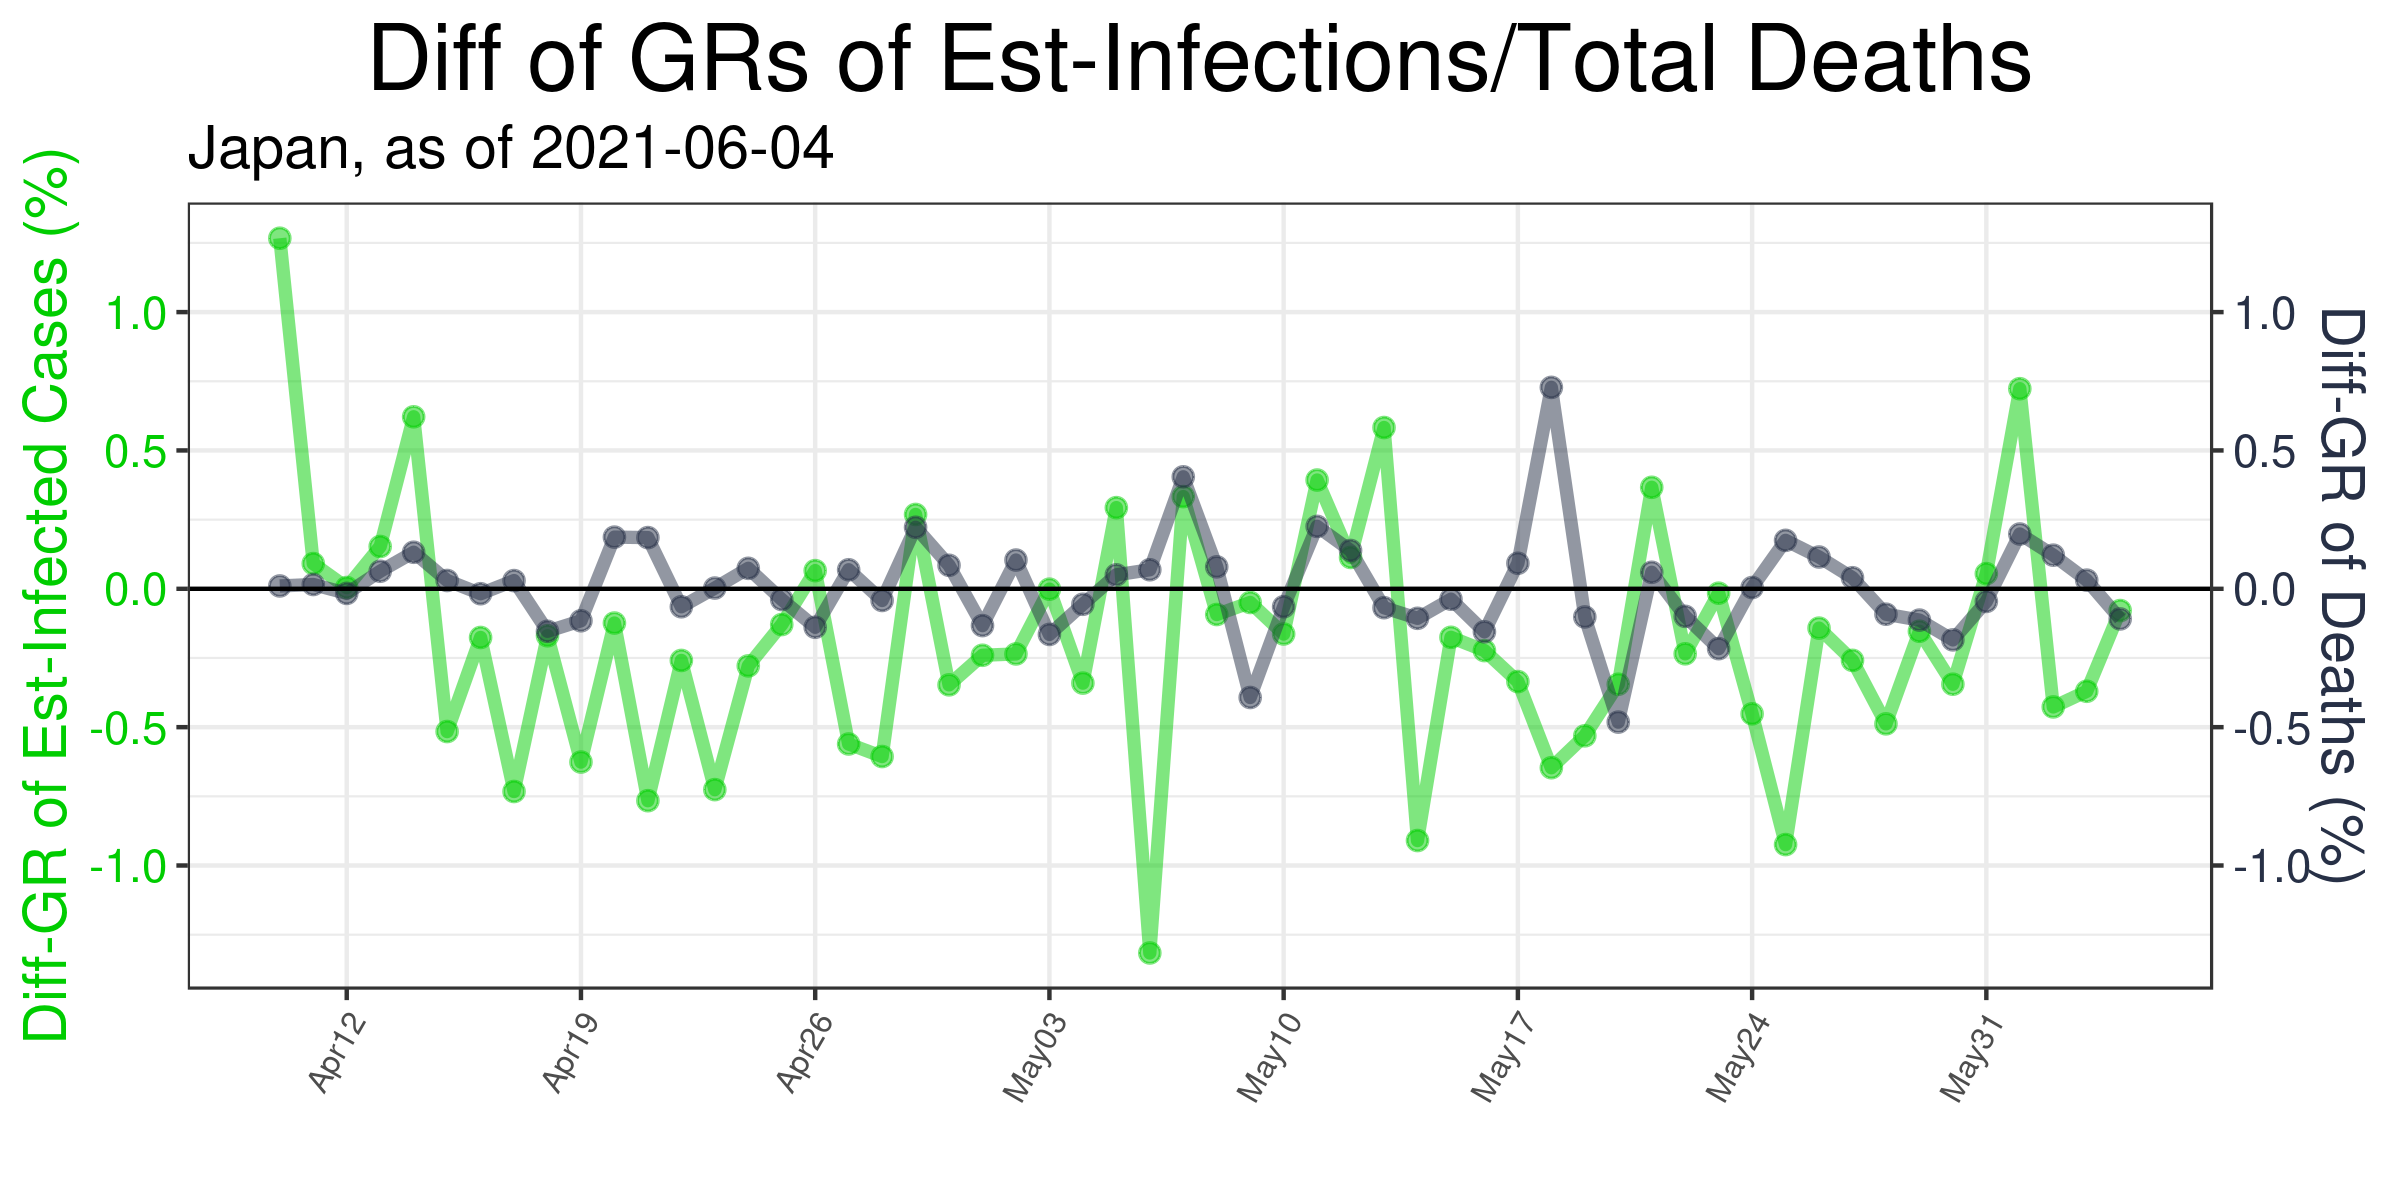 Diff of GRs of Est-Infections/Total Deaths
Japan, as of 2021-06-04
Diff-GR of Est-Infected Cases (%)
1.0
0.5
0.0
-0.5
-1.0
1.0
0.5
0.0
-0.5
-1.0
Diff-GR of Deaths (%)
Apr12
Apr19
Apr26
May03
May10
May17
May24
May31